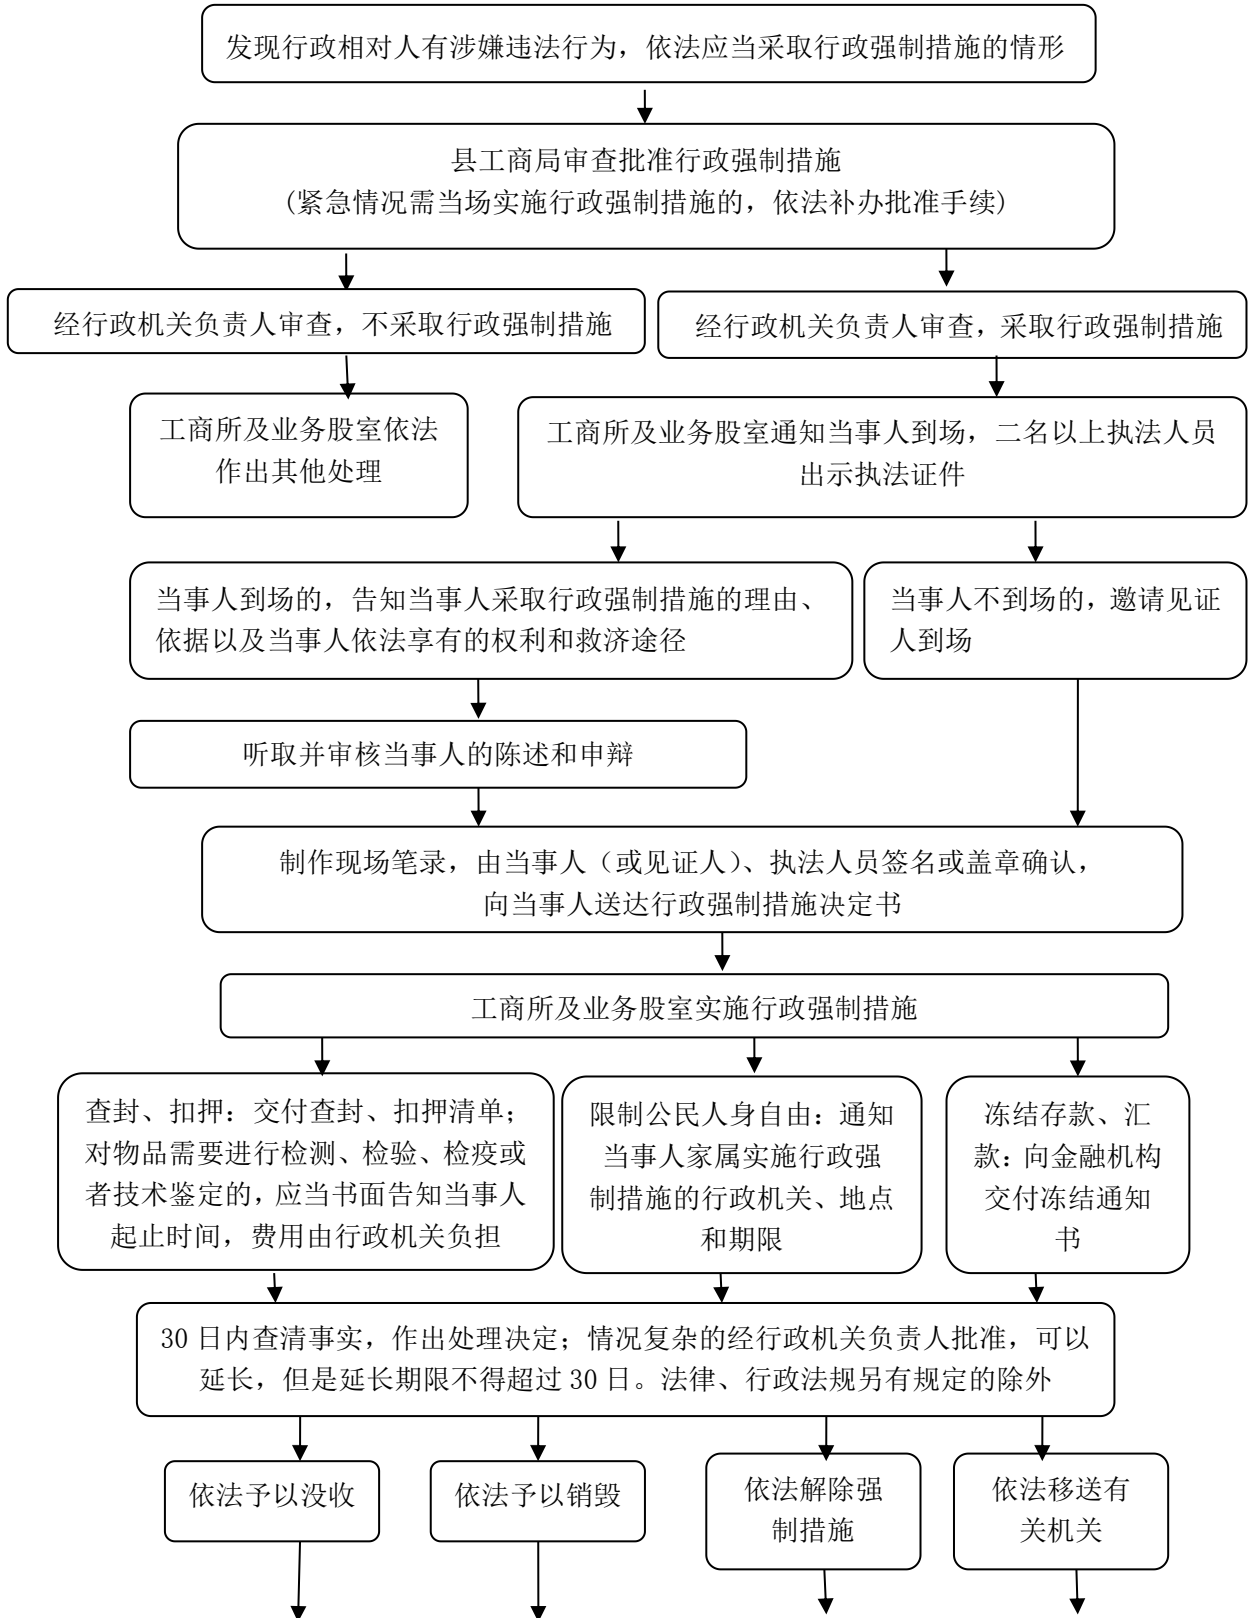 发现行政相对人有涉嫌违法行为，依法应当采取行政强制措施的情形
县工商局审查批准行政强制措施
(紧急情况需当场实施行政强制措施的，依法补办批准手续)
经行政机关负责人审查，不采取行政强制措施
经行政机关负责人审查，采取行政强制措施
工商所及业务股室依法
作出其他处理
工商所及业务股室通知当事人到场，二名以上执法人员
出示执法证件
当事人到场的，告知当事人采取行政强制措施的理由、
依据以及当事人依法享有的权利和救济途径
当事人不到场的，邀请见证
人到场
听取并审核当事人的陈述和申辩
制作现场笔录，由当事人（或见证人）、执法人员签名或盖章确认，
向当事人送达行政强制措施决定书
工商所及业务股室实施行政强制措施
查封、扣押：交付查封、扣押清单；
对物品需要进行检测、检验、检疫或
者技术鉴定的，应当书面告知当事人
起止时间，费用由行政机关负担
限制公民人身自由：通知
当事人家属实施行政强
制措施的行政机关、地点
和期限
冻结存款、汇
款：向金融机构
交付冻结通知
书
30 日内查清事实，作出处理决定；情况复杂的经行政机关负责人批准，可以
延长，但是延长期限不得超过 30 日。法律、行政法规另有规定的除外
依法予以没收
依法予以销毁
依法解除强
制措施
依法移送有
关机关